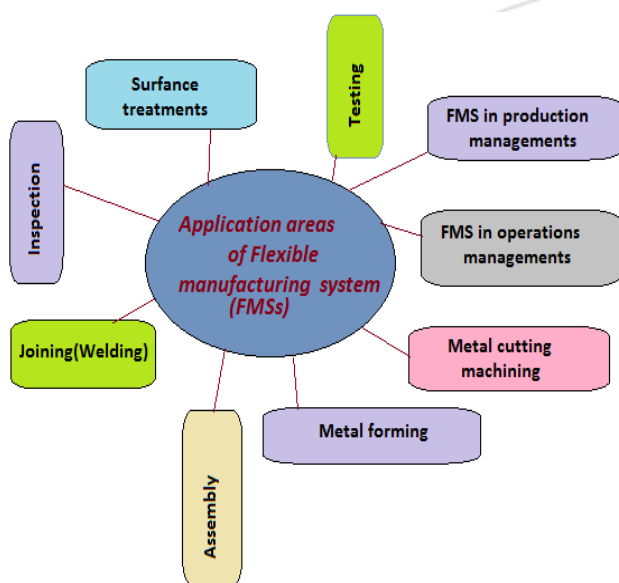 Surfance
treatments
Testing
FMS in production
managements
Inspection
Application areas
of Flexible
manufacturing system
(FMSs)
FMS in operations
managements
Joining(Welding)
Metal cutting
machining
Metal forming
Assembly